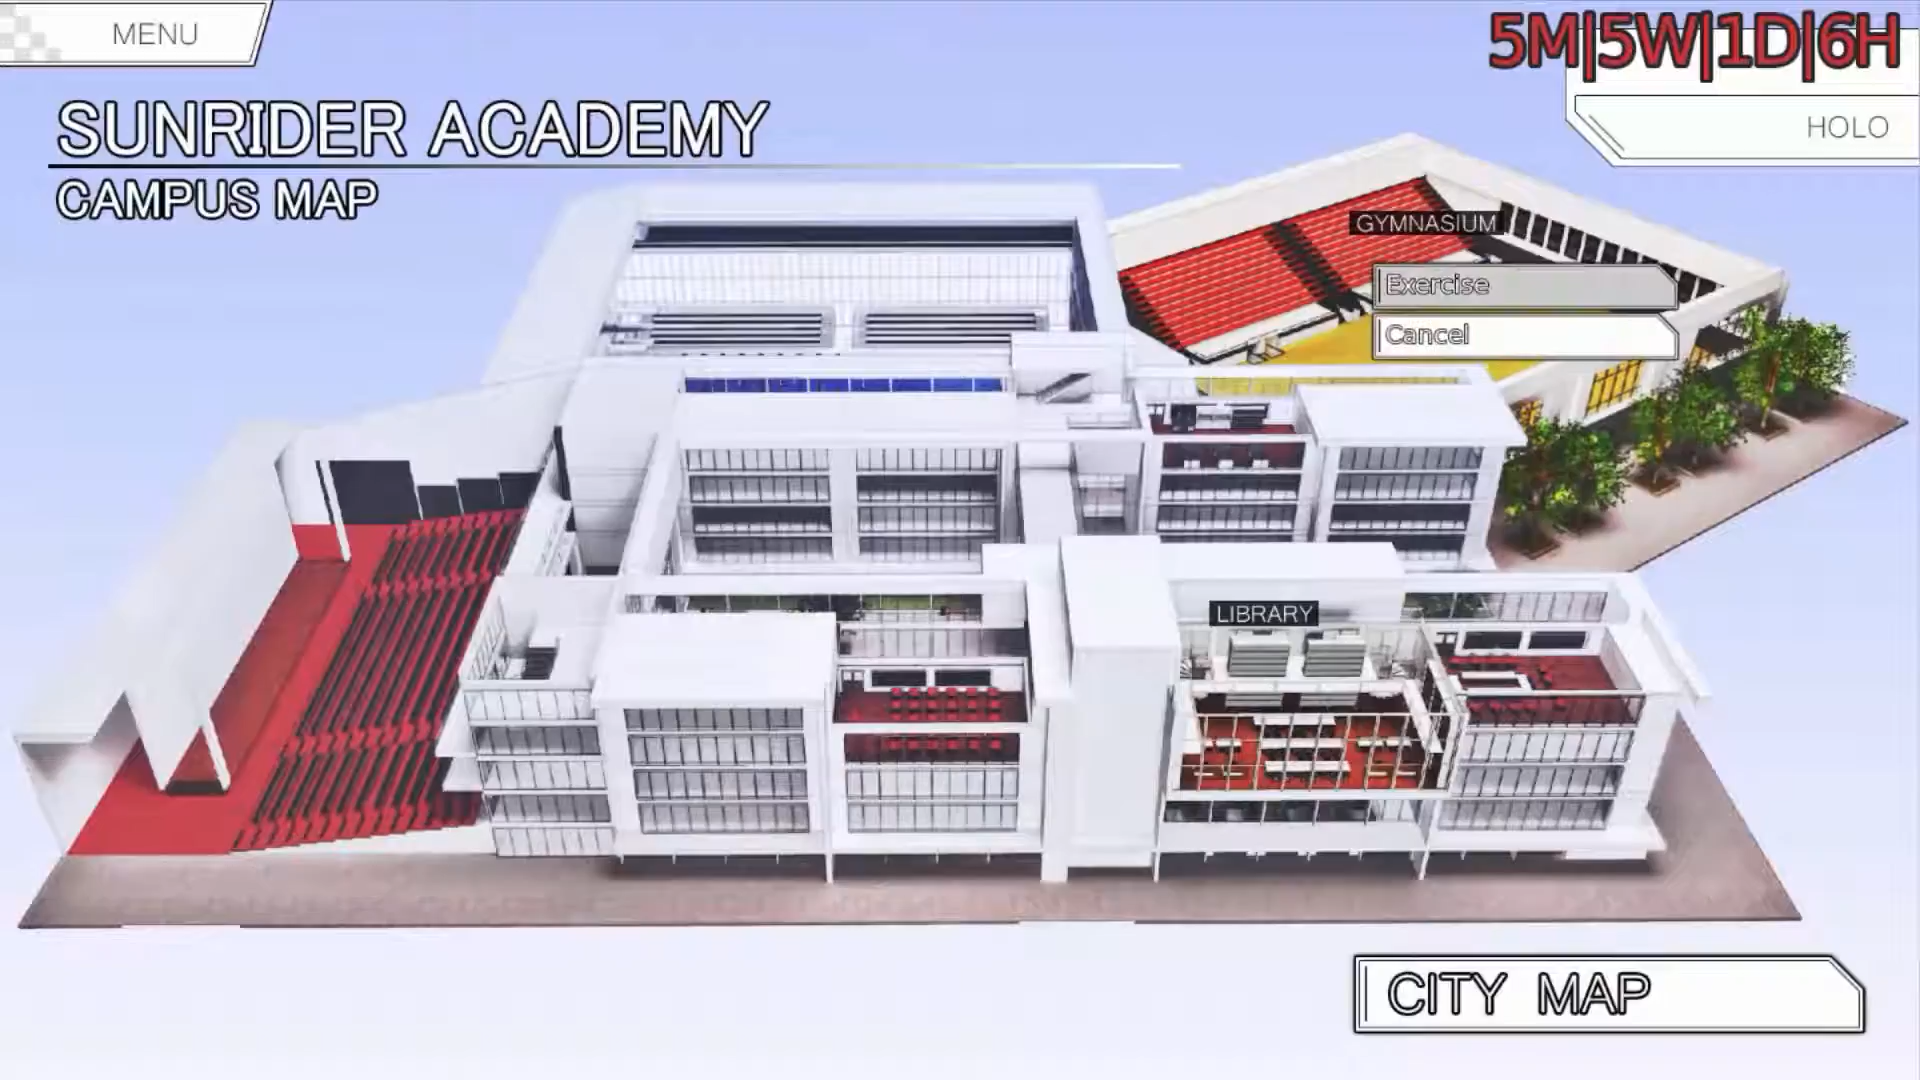 MENU
5M|5W|1D|6H
HOLO
SUNRIDER ACADEMY
CAMPUS MAP
GYMNASIUM
Exercise
Cancel
LIBRARY
CITY MAP